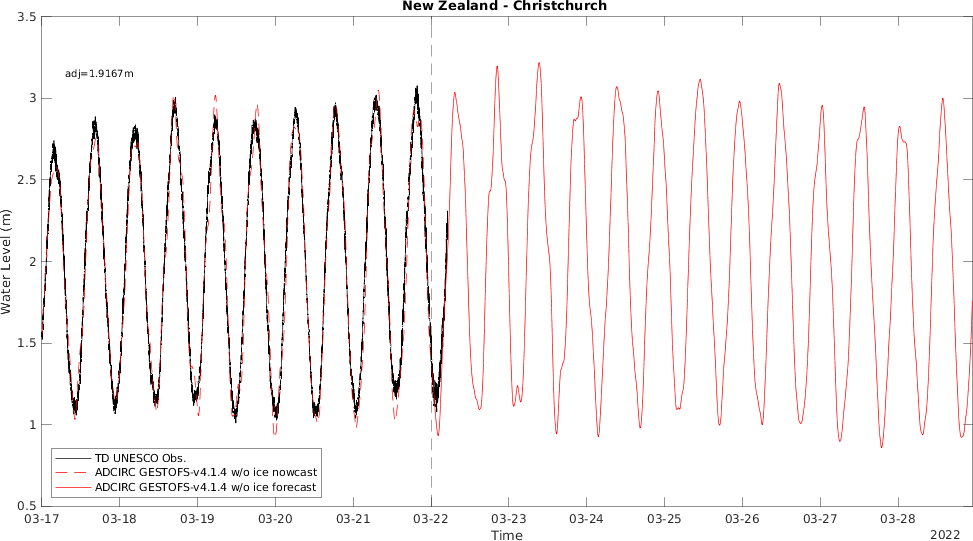 New Zealand - Christchurch
3.5
3
2.5
2
1.5
1
0.5
Water Level (m)
adj=1.9167m
TD UNESCO Obs.
ADCIRC GESTOFS-v4.1.4 w/o ice nowcast
ADCIRC GESTOFS-v4.1.4 w/o ice forecast
03-17 03-18 03-19 03-20 03-21 03-22 03-23 03-24 03-25 03-26 03-27 03-28
Time
2022